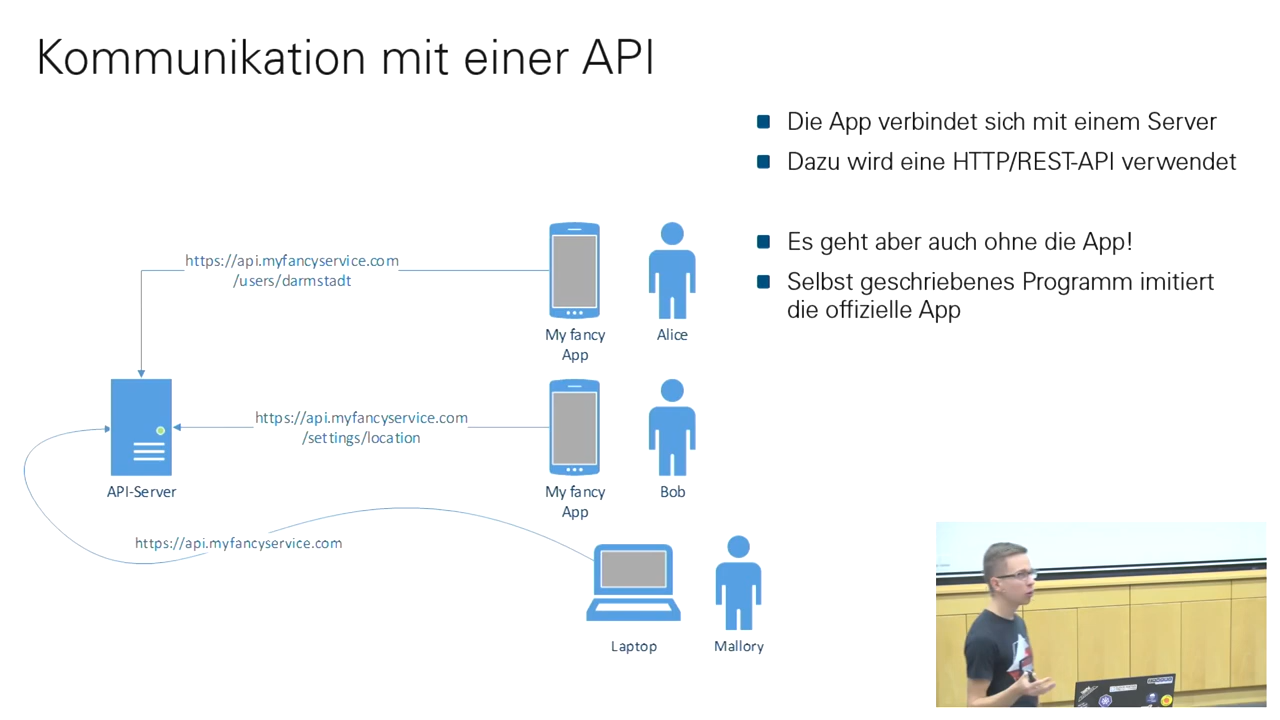 Kommunikation mit einer API
Die App verbindet sich mit einem Server
Dazu wird eine HTTP/REST-API verwendet
Es geht aber auch ohne die App!
Selbst geschriebenes Programm imitiert
die offizielle App
https://api.myfancyservice.com
/users/darmstadt
My fancy
App
Alice
https://api.myfancyservice.com
/settings/location
API-Server
My fancy
App
Bob
https://api.myfancyservice.com
Laptop
Mallory